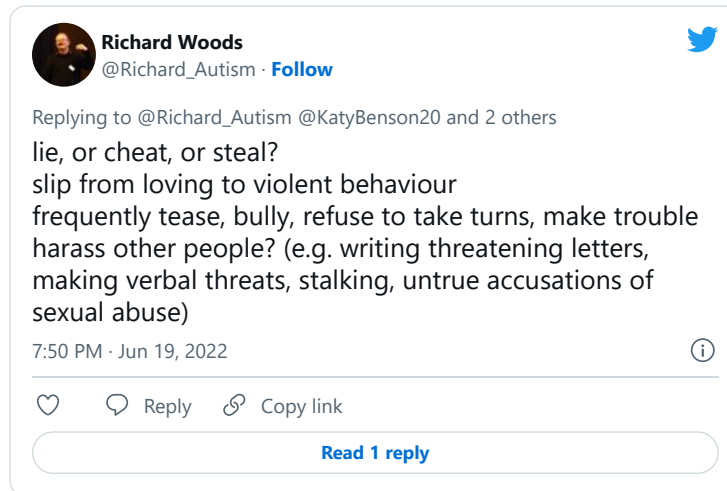 Richard Woods
@Richard_Autism · Follow
Replying to @Richard_Autism @KatyBenson20 and 2 others
lie, or cheat, or steal?
slip from loving to violent behaviour
frequently tease, bully, refuse to take turns, make trouble
harass other people? (e.g. writing threatening letters,
making verbal threats, stalking, untrue accusations of
sexual abuse)
7:50 PM · Jun 19, 2022
Reply Copy link
Read 1 reply